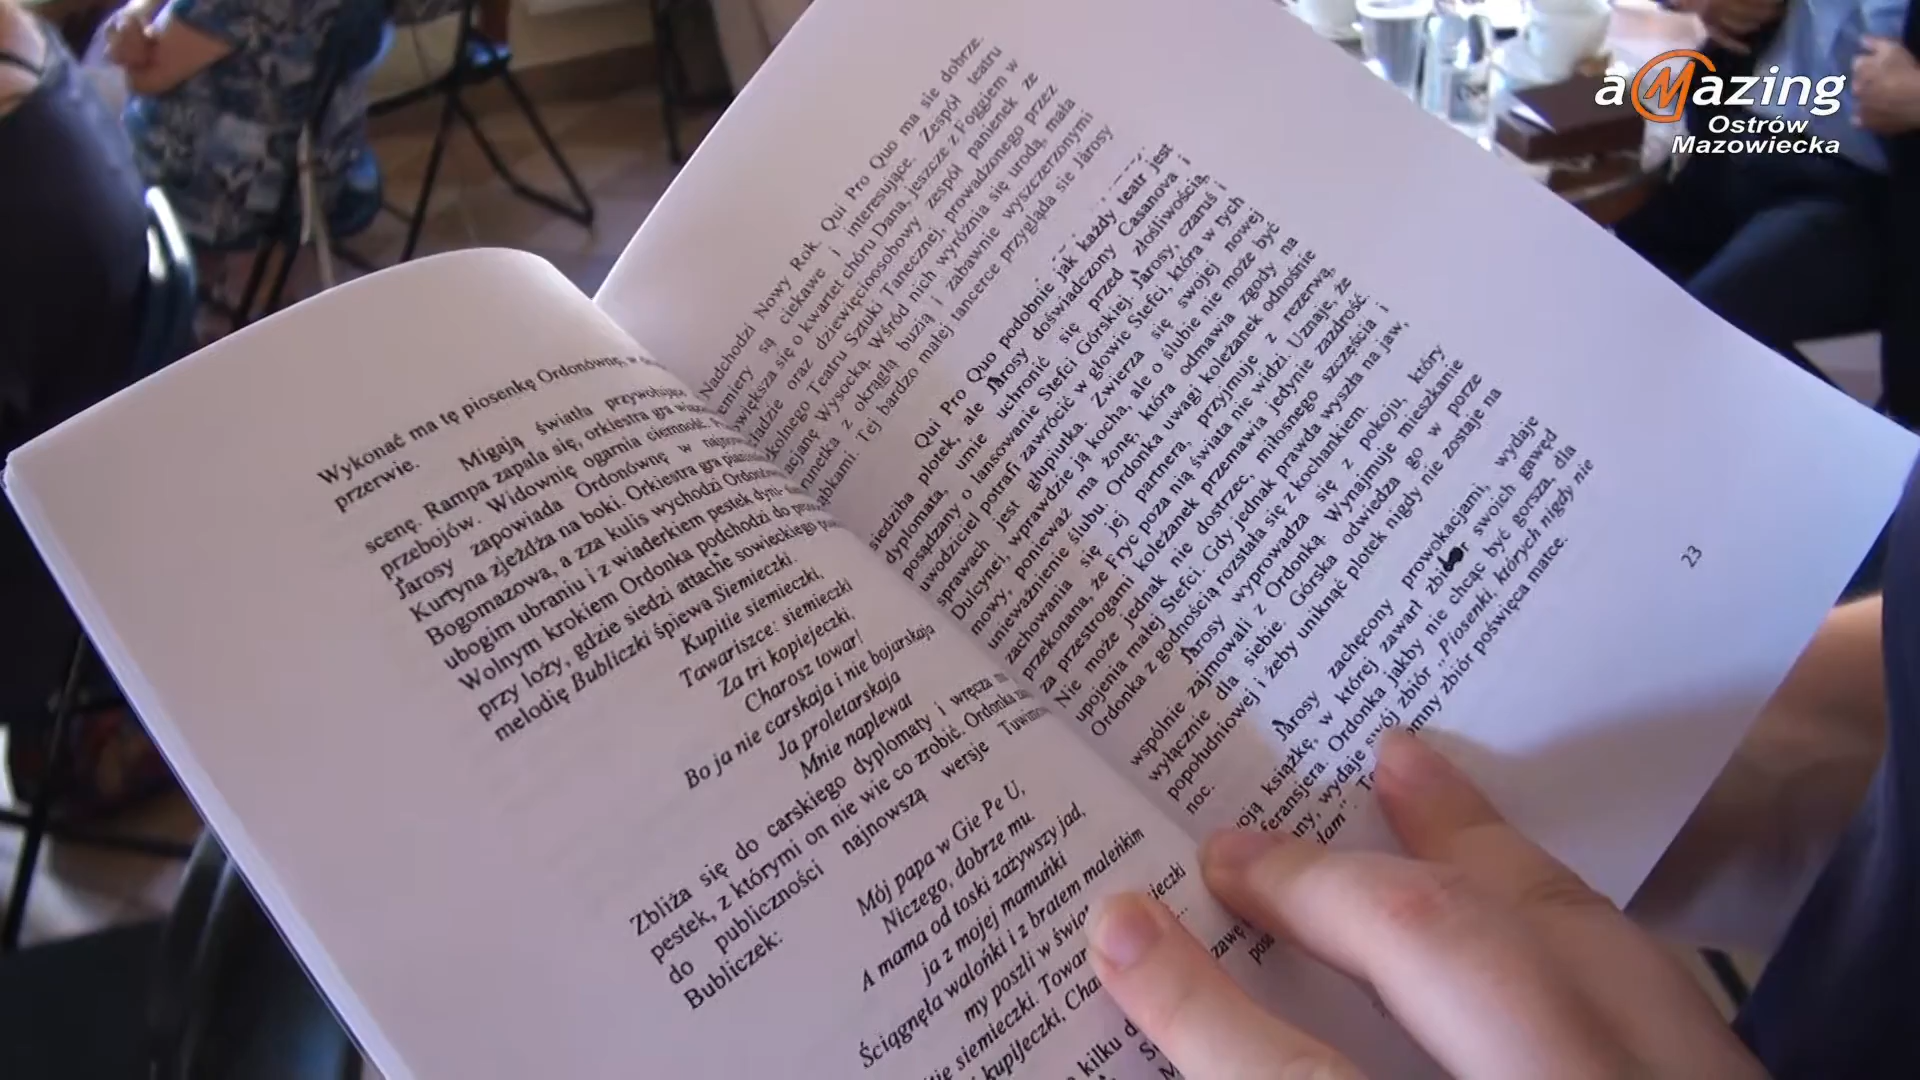 Wykonać ma tę piosenkę Ordonównę, w
przerwie.
Migają światła przywołujące
scenę. Rampa zapala się, orkiestra gra
przebojów. Widownię ogarnia ciemność.
Jarosy zapowiada Ordonównę w
Kurtyna zjeżdża na boki. Orkiestra gra
Bogomazowa, a zza kulis wychodzi
ubogim ubraniu i z wiaderkiem pestek
Wolnym krokiem Ordonka podchodzi do
przy loży, gdzie siedzi attache sowieckiego
melodię Bubliczki śpiewa Siemieczki.
Kupitie siemieczki,
Tawariszcze: siemieczki
Za tri kopiejeczki,
Charosz towar!
Bo ja nie carskaja i nie bojarskaja
Ja proletarskaja
Mnie naplewat
Zbliża się do carskiego dyplomaty i wręcza
pestek, z którymi on nie wie co zrobić. Ordonka
do publiczności najnowszą wersje
Bubliczek:
Mój papa w Gie Pe U,
Niczego, dobrze mu.
A mama od toski zażywszy jad,
ja z mojej mamuńki
Ściągnęła walonki i z bratem maleńkim
my poszli w
siemieczki.
kupiłeczki,
kilku
Nadchodzi Nowy Rok. Qui Pro Quo ma się dobrze.
są ciekawe i interesujące. Zespół teatru
się o kwartet chóru Dana, jeszcze z Foggiem w
oraz dziewięcioosobowy zespół panienek ze
Teatru Sztuki Tanecznej, prowadzonego przez
Wysocką. Wśród nich wyróżnia się urodą, mała
z okrągłą buzią i zabawnie wyszczerzonymi
Tej bardzo małej tancerce przygląda się Jarosy
Qui Pro Quo podobnie jak każdy teatr jest
siedziba plotek, ale Jarosy doświadczony Casanova i
dyplomata, umie uchronić się przed złośliwością,
posądzany o lansowanie Stefci Górskiej. Jarosy, czaruś i
uwodziciel potrafi zawrócić w głowie Stefci, która w tych
sprawach jest głupiutka. Zwierza się swojej nowej
Dulcynei, wprawdzie ją kocha, ale o ślubie nie może być
mowy, ponieważ ma żonę, która odmawia zgody na
unieważnienie ślubu. Ordonka uwagi koleżanek odnośnie
zachowania się jej partnera, przyjmuje z rezerwą,
przekonana, że Fryc poza nią świata nie widzi. Uznaje, że
za przestrogami koleżanek przemawia jedynie zazdrość.
Nie może jednak nie dostrzec, miłosnego szczęścia i
upojenia małej Stefci. Gdy jednak prawda wyszła na jaw,
Ordonka z godnością rozstała się z kochankiem.
Jarosy wyprowadza się z pokoju, który
wspólnie zajmowali z Ordonką. Wynajmuje mieszkanie
wyłącznie dla siebie. Górska odwiedza go w porze
popołudniowej i żeby uniknąć plotek nigdy nie zostaje na
noc.
Jarosy zachęcony prowokacjami, wydaje
książkę, w której zawarł zbiór swoich gawęd
Ordonka jakby nie chcąc być gorsza, dla
wydaje swój zbiór "Piosenki, których nigdy nie
zbiór poświęca matce.
23
aMazing
Ostrów
Mazowiecka